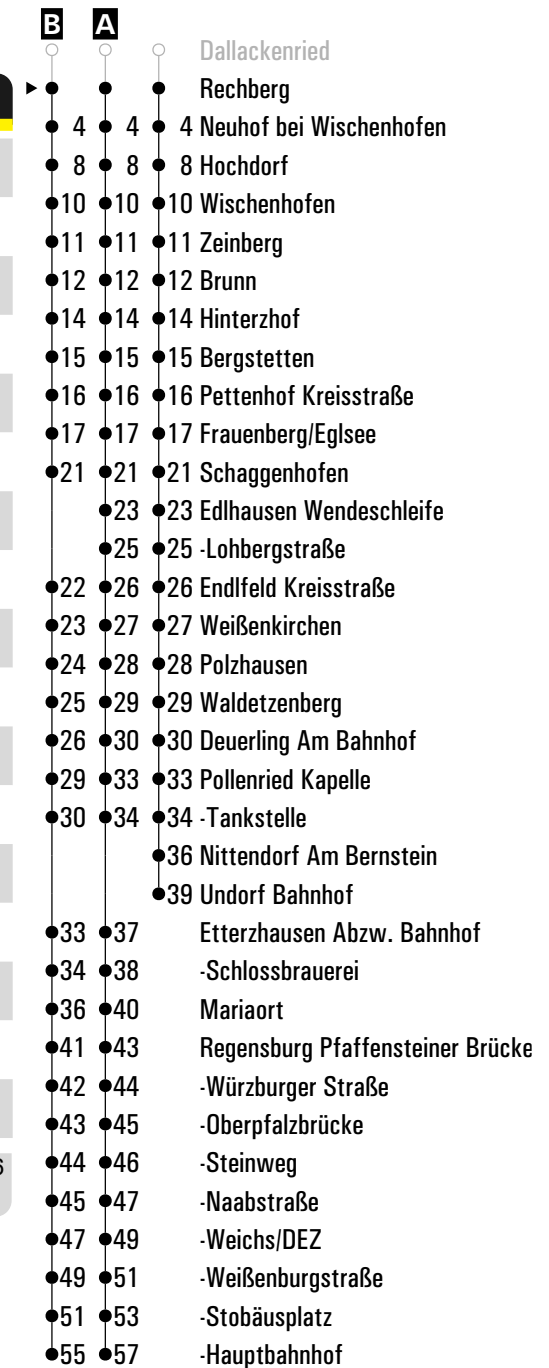 B A
Dallackenried
Rechberg
4 4 4 Neuhof bei Wischenhofen
8 8 8 Hochdorf
10 10 10 Wischenhofen
11 11 11 Zeinberg
12 12 12 Brunn
14 14 14 Hinterzhof
15 15 15 Bergstetten
16 16 16 Pettenhof Kreisstraße
17 17 17 Frauenberg/Eglsee
21 21 21 Schaggenhofen
23 23 Edlhausen Wendeschleife
25 25 -Lohbergstraße
22 26 26 Endlfeld Kreisstraße
23 27 27 Weißenkirchen
24 28 28 Polzhausen
25 29 29 Waldetzenberg
26 30 30 Deuerling Am Bahnhof
29 33 33 Pollenried Kapelle
30 34 34 -Tankstelle
36 Nittendorf Am Bernstein
39 Undorf Bahnhof
33 37 Etterzhausen Abzw. Bahnhof
34 38 -Schlossbrauerei
36 40 Mariaort
41 43 Regensburg Pfaffensteiner Brücke
42 44 -Würzburger Straße
43 45 -Oberpfalzbrücke
44 46 -Steinweg
45 47 -Naabstraße
47 49 -Weichs/DEZ
49 51 -Weißenburgstraße
51 53 -Stobäusplatz
55 57 -Hauptbahnhof